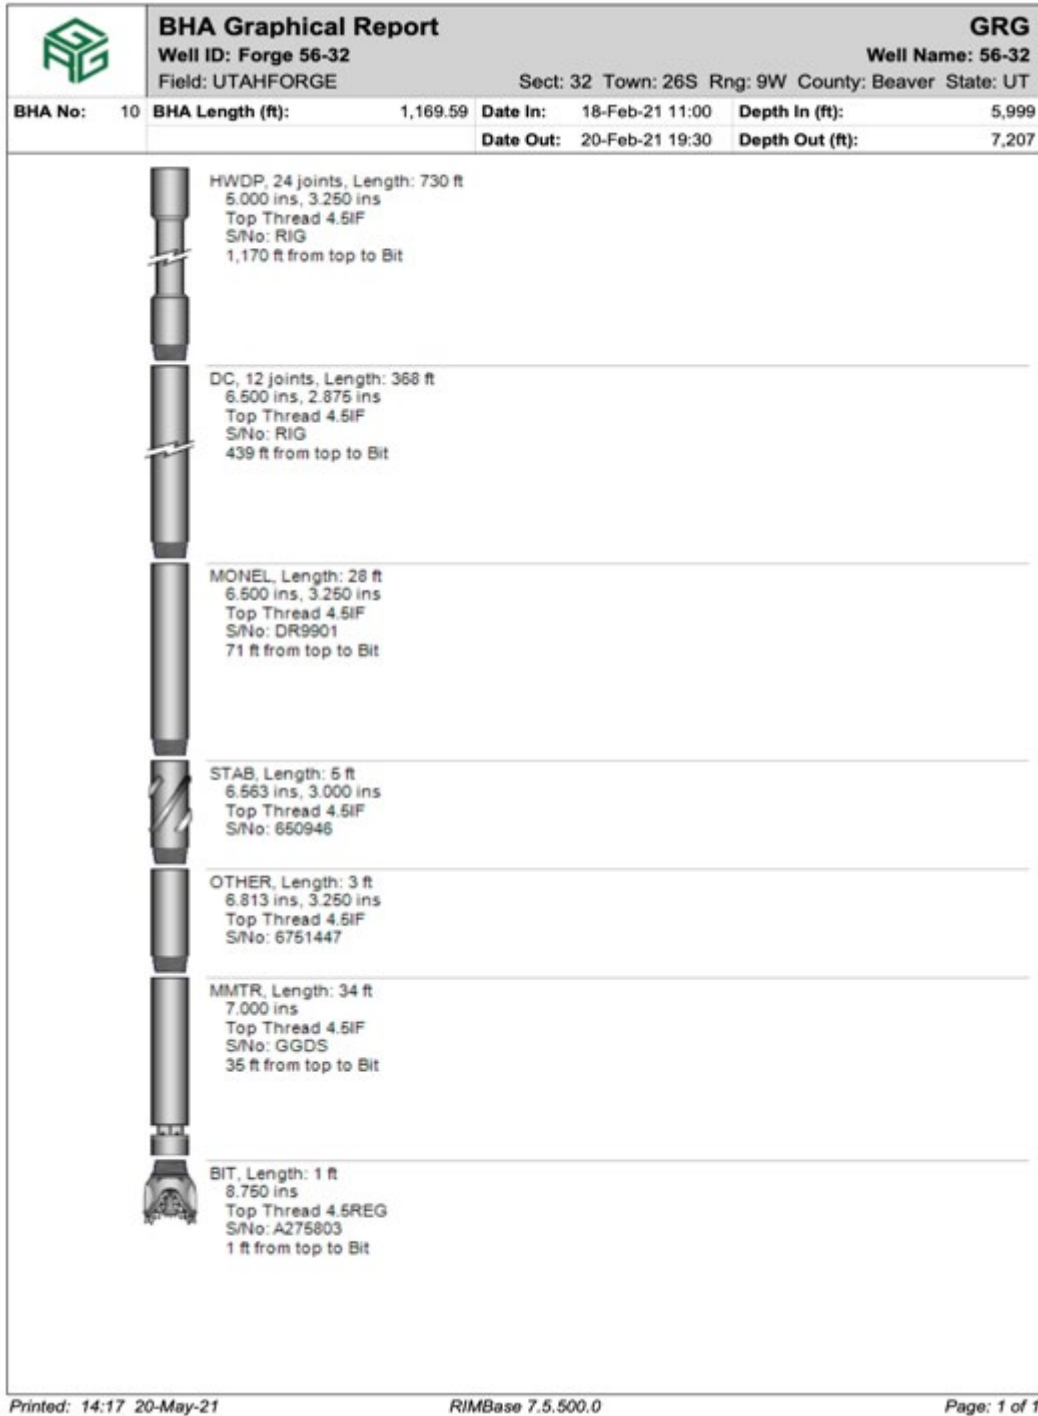 GRG
BHA Graphical Report GRG
Well ID: Forge 56-32 Well Name: 56-32
Field: UTAHFORGE Sect: 32 Town: 26S Rng: 9W County: Beaver State: UT
BHA No: 10 BHA Length (ft): 1,169.59 Date In: 18-Feb-21 11:00 Depth In (ft): 5,999
Date Out: 20-Feb-21 19:30 Depth Out (ft): 7,207
HWDP, 24 joints, Length: 730 ft
5.000 ins, 3.250 ins
Top Thread 4.5IF
S/No: RIG
1,170 ft from top to Bit
DC, 12 joints, Length: 368 ft
6.500 ins, 2.875 ins
Top Thread 4.5IF
S/No: RIG
439 ft from top to Bit
MONEL, Length: 28 ft
6.500 ins, 3.250 ins
Top Thread 4.5IF
S/No: DR9901
71 ft from top to Bit
STAB, Length: 5 ft
6.563 ins, 3.000 ins
Top Thread 4.5IF
S/No: 650946
OTHER, Length: 3 ft
6.813 ins, 3.250 ins
Top Thread 4.5IF
S/No: 6751447
MMTR, Length: 34 ft
7.000 ins
Top Thread 4.5IF
S/No: GGDS
35 ft from top to Bit
BIT, Length: 1 ft
8.750 ins
Top Thread 4.5REG
S/No: A275803
1 ft from top to Bit
Printed: 14:17 20-May-21 RIMBase 7.5.500.0 Page: 1 of 1